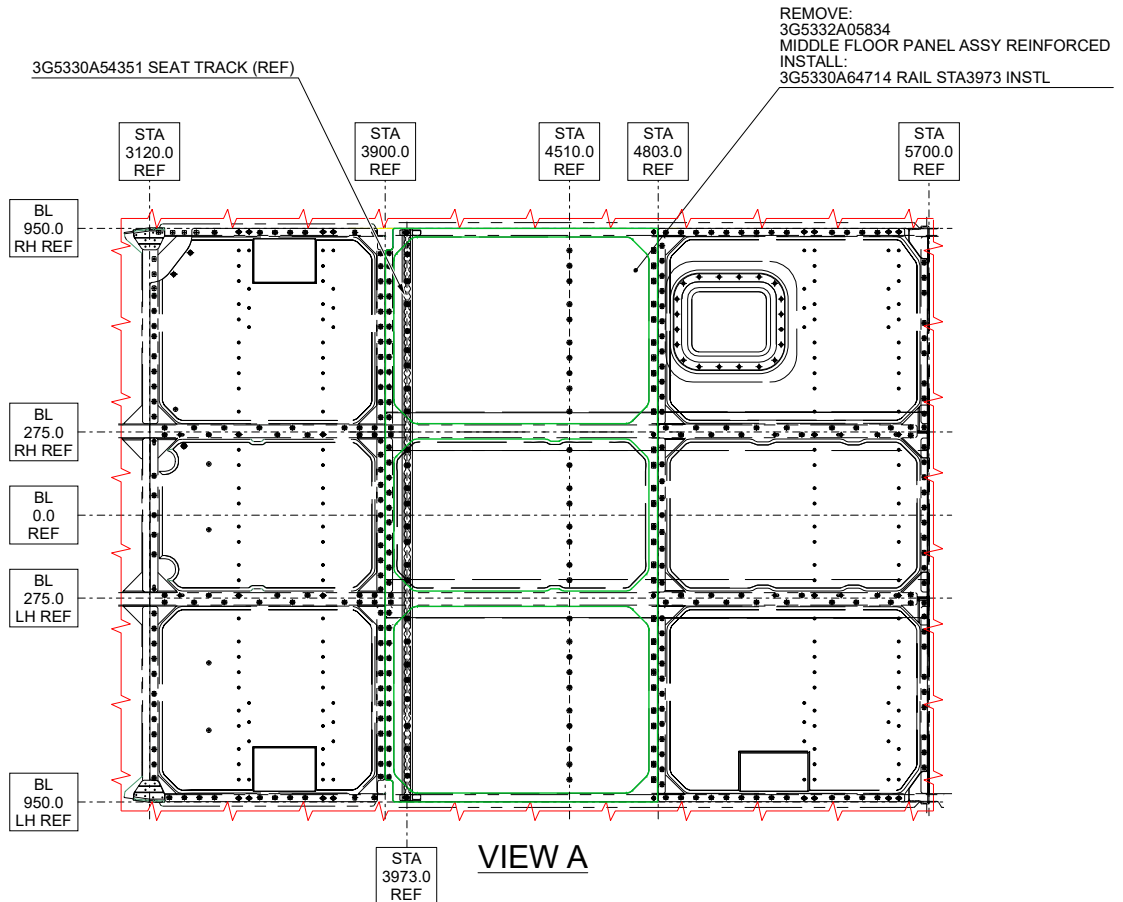 REMOVE:
3G5332A05834
MIDDLE FLOOR PANEL ASSY REINFORCED
INSTALL:
3G5330A64714 RAIL STA3973 INSTL
3G5330A54351 SEAT TRACK (REF)
STA
3120.0
REF
STA
3900.0
REF
STA
4510.0
REF
STA
4803.0
REF
STA
5700.0
REF
BL
950.0
RH REF
BL
275.0
RH REF
BL
0.0
REF
BL
275.0
LH REF
BL
950.0
LH REF
STA
3973.0
REF
VIEW A